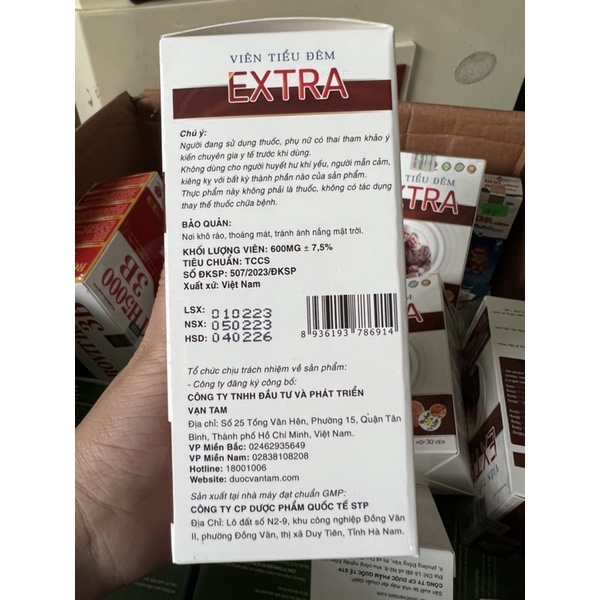 VIÊN TIỂU ĐÊM
EXTRA
Chú ý:
Người đang sử dụng thuốc, phụ nữ có thai tham khảo ý
kiến chuyên gia y tế trước khi dùng.
Không dùng cho người huyết hư khí yếu, người mẫn cảm,
kiêng kỵ với bất kỳ thành phần nào của sản phẩm.
Thực phẩm này không phải là thuốc, không có tác dụng
thay thế thuốc chữa bệnh.
BẢO QUẢN:
Nơi khô ráo, thoáng mát, tránh ánh nắng mặt trời.
KHỐI LƯỢNG VIÊN: 600MG ± 7,5%
TIÊU CHUẨN: TCCS
SỐ ĐKSP: 507/2023/ĐKSP
Xuất xứ: Việt Nam
LSX: 010223
NSX: 050223
HSD: 040226
8 936193 786914
Tổ chức chịu trách nhiệm về sản phẩm:
- Công ty đăng ký công bố:
CÔNG TY TNHH ĐẦU TƯ VÀ PHÁT TRIỂN
VẠN TAM
Địa chỉ: Số 25 Tống Văn Hên, Phường 15, Quận Tân
Bình, Thành phố Hồ Chí Minh, Việt Nam.
VP Miền Bắc: 02462935649
VP Miền Nam: 02838108208
Hotline: 18001006
Website: duocvantam.com
Sản xuất tại nhà máy đạt chuẩn GMP:
CÔNG TY CP DƯỢC PHẨM QUỐC TẾ STP
Địa Chỉ: Lô đất số N2-9, khu công nghiệp Đồng Văn
II, phường Đồng Văn, thị xã Duy Tiên, Tỉnh Hà Nam.
H5000
3B
TIỂU ĐÊM
XTRA
HỘP 30 VIÊN